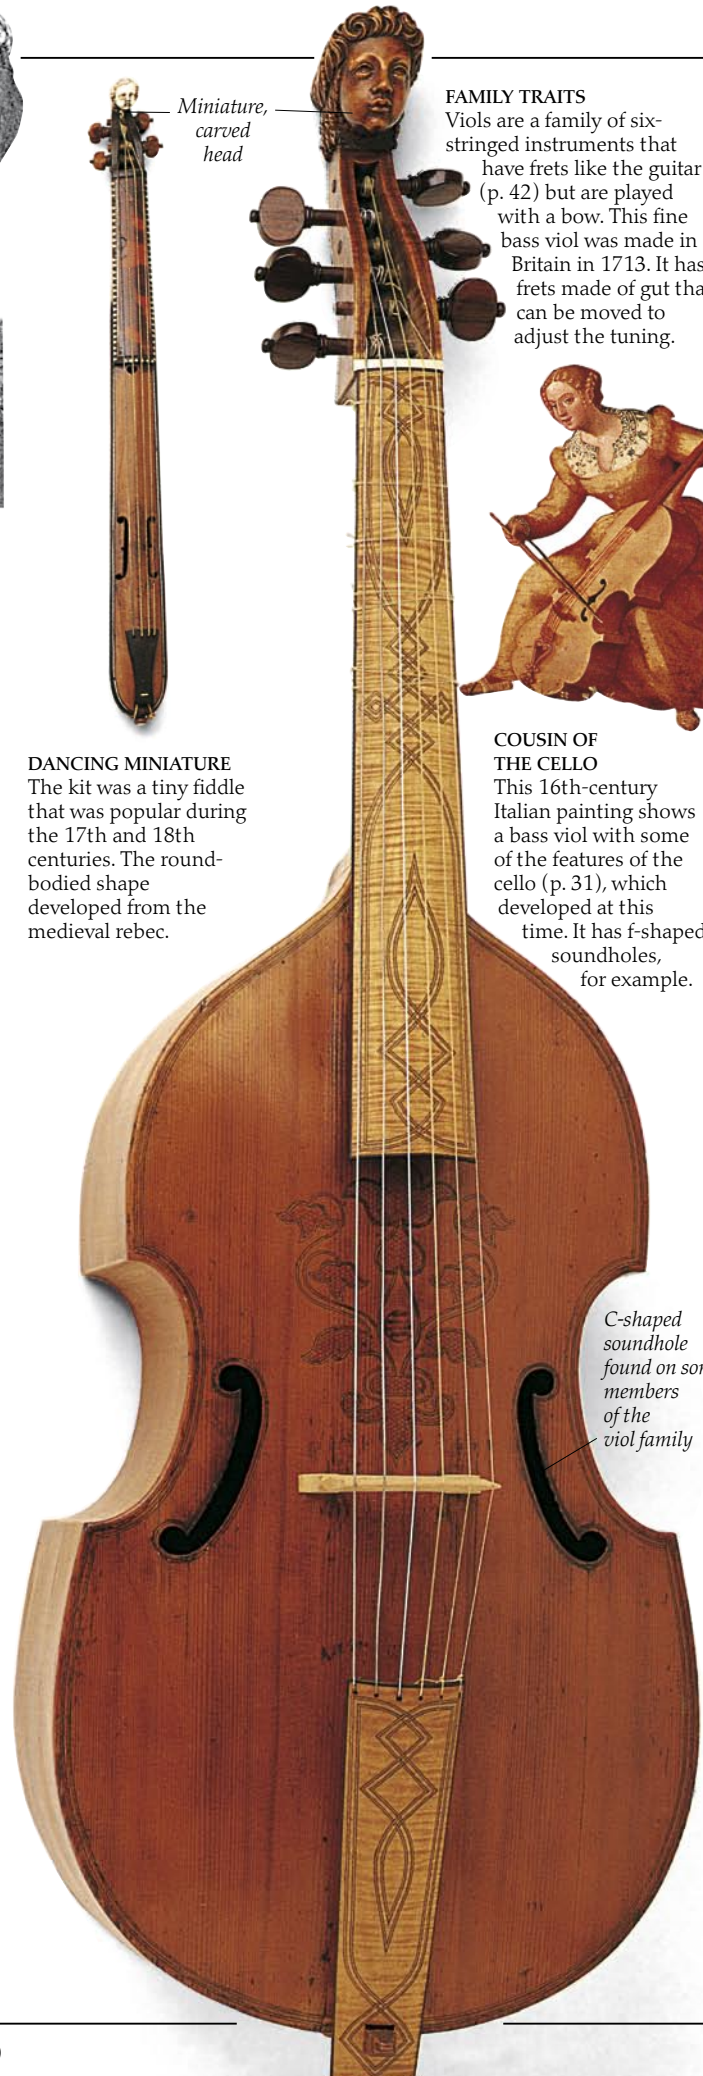 Miniature,
carved
head
FAMILY TRAITS
Viols are a family of six-
stringed instruments that
have frets like the guitar
(p. 42) but are played
with a bow. This fine
bass viol was made in
Britain in 1713. It has
frets made of gut
can be moved to
adjust the tuning.
DANCING MINIATURE
The kit was a tiny fiddle
that was popular during
the 17th and 18th
centuries. The round-
bodied shape
developed from the
medieval rebec.
COUSIN OF
THE CELLO
This 16th-century
Italian painting shows
a bass viol with some
of the features of the
cello (p. 31), which
developed at this
time. It has f-shaped
soundholes,
for example.
C-shaped
soundhole
found on
members
of the
viol family